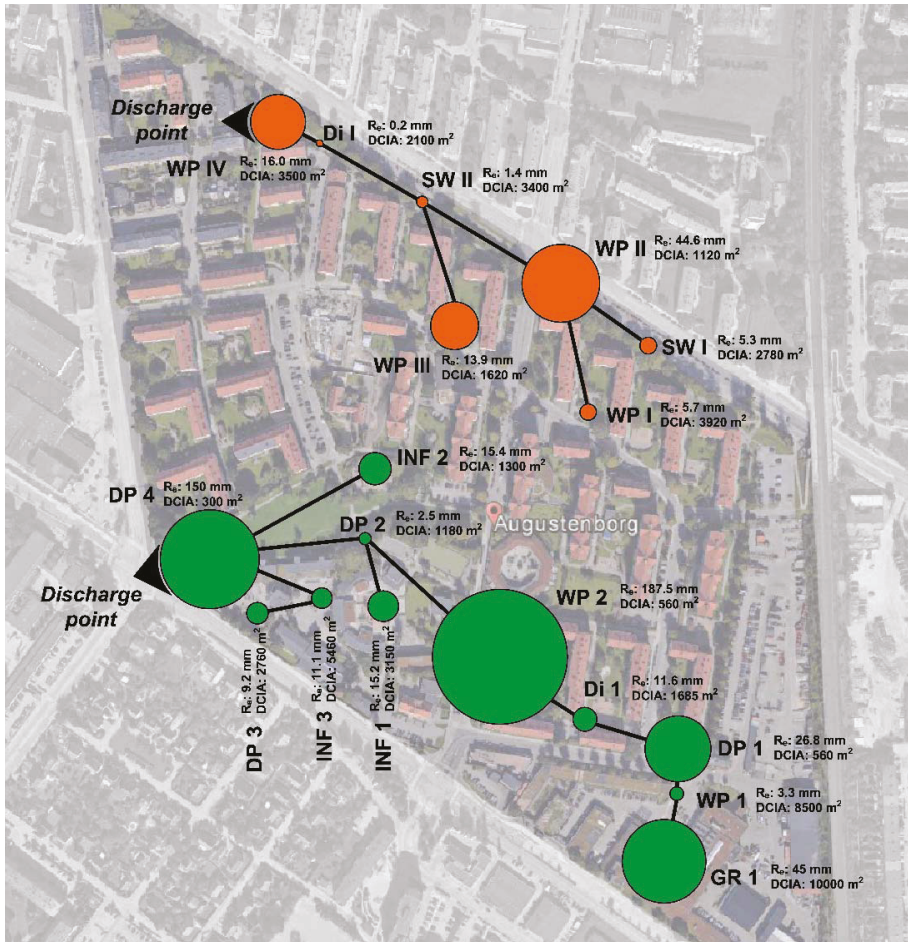 Discharge
point
WP IV
Re: 16.0 mm
DCIA: 3500 m²
Di I
Re: 0.2 mm
DCIA: 2100 m²
SW II
Re: 1.4 mm
DCIA: 3400 m²
WP II
Re: 44.6 mm
DCIA: 1120 m²
WP III
Re: 13.9 mm
DCIA: 1620 m²
SW I
Re: 5.3 mm
DCIA: 2780 m²
WP I
Re: 5.7 mm
DCIA: 3920 m²
INF 2
Re: 15.4 mm
DCIA: 1300 m²
DP 4
Re: 150 mm
DCIA: 300 m²
DP 2
Re: 2.5 mm
DCIA: 1180 m²
Augustenborg
Discharge
point
WP 2
Re: 187.5 mm
DCIA: 560 m²
DP 3
Re: 9.2 mm
DCIA: 2760 m²
INF 3
Re: 11.1 mm
DCIA: 5460 m²
INF 1
Re: 15.2 mm
DCIA: 3150 m²
Di 1
Re: 11.6 mm
DCIA: 1665 m²
DP 1
Re: 26.8 mm
DCIA: 560 m²
WP 1
Re: 3.3 mm
DCIA: 8500 m²
GR 1
Re: 45 mm
DCIA: 10000 m²